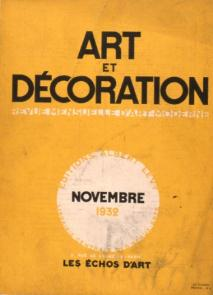 ART
ET
DÉCORATION
REVUE MENSUELLE D'ART MODERNE
NOVEMBRE
1932
LES ÉCHOS D'ART